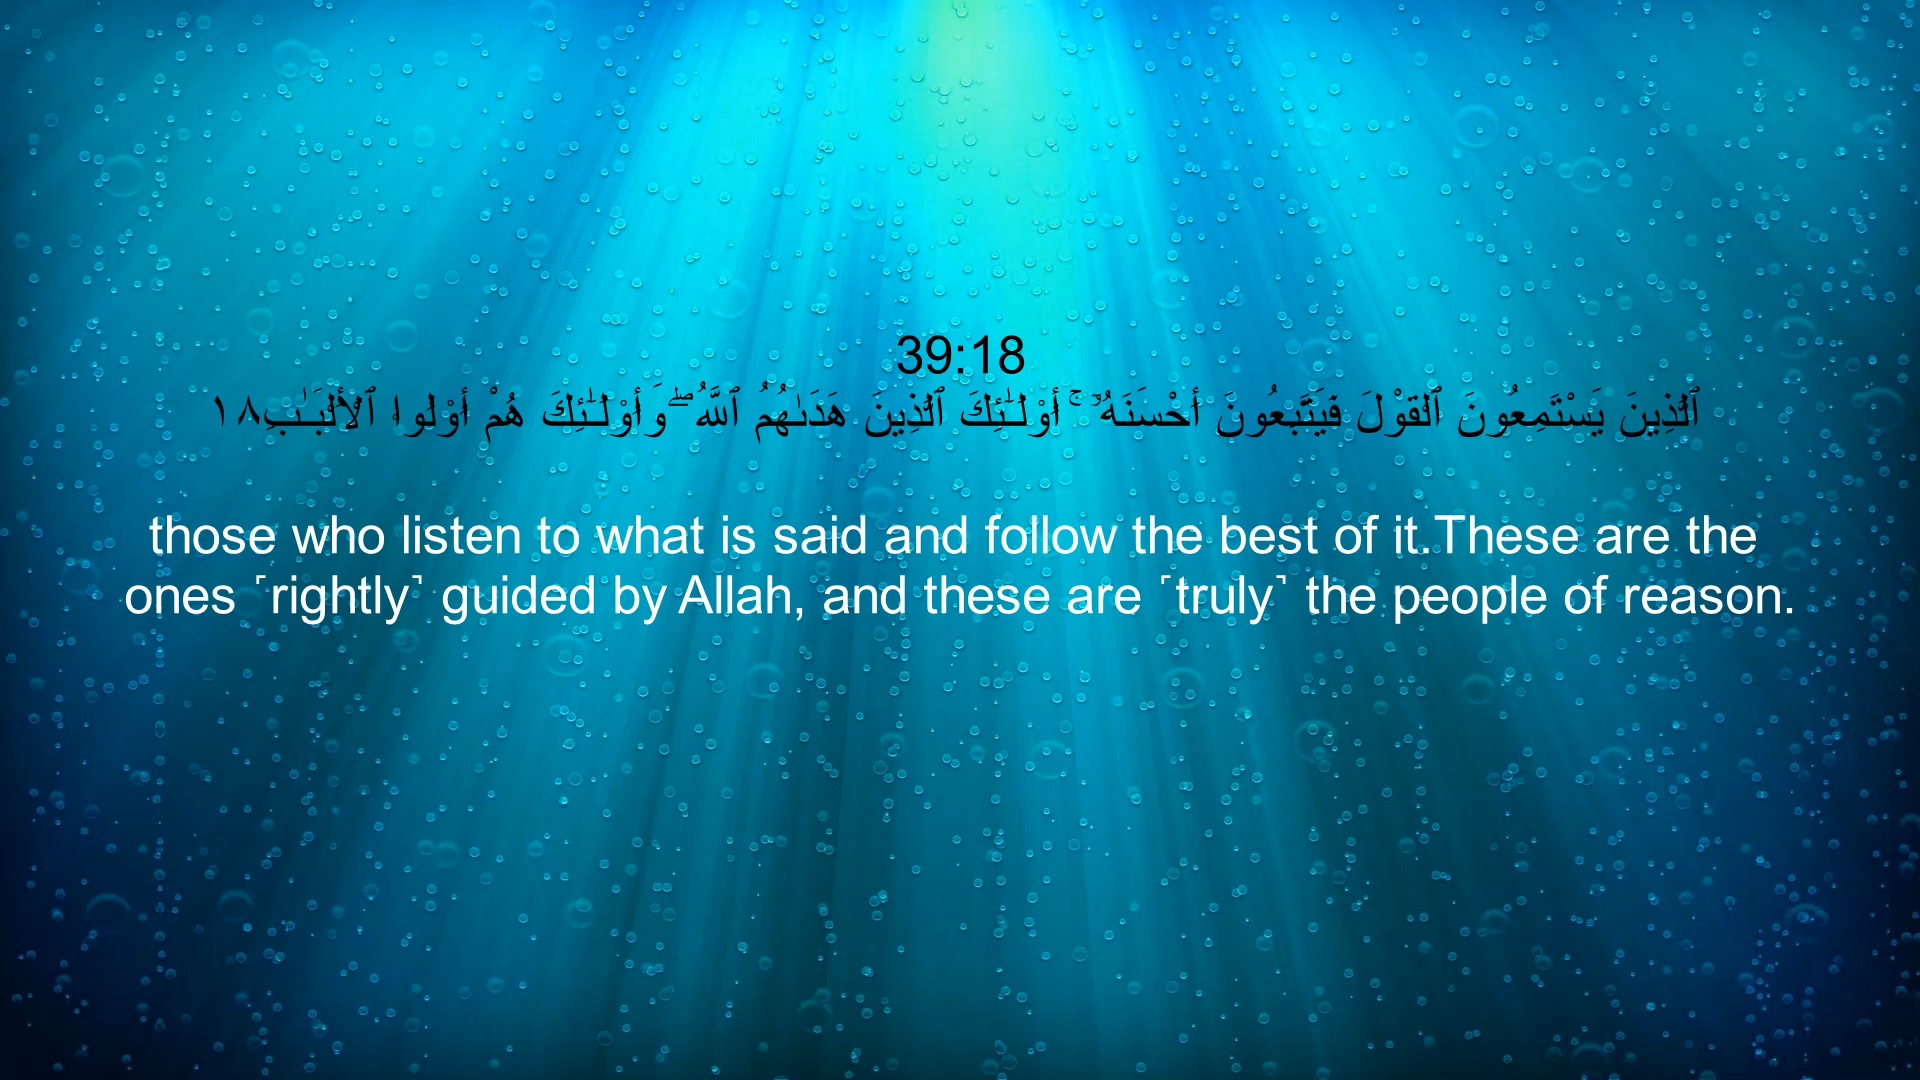 39:18
ٱلَّذِينَ يَسْتَمِعُونَ ٱلْقَوْلَ فَيَتَّبِعُونَ أَحْسَنَهُۥٓ ۚ أُو۟لَـٰٓئِكَ ٱلَّذِينَ هَدَىٰهُمُ ٱللَّهُ ۖ وَأُو۟لَـٰٓئِكَ هُمْ أُو۟لُوا۟ ٱلْأَلْبَـٰبِ١٨
those who listen to what is said and follow the best of it.These are the
ones ˹rightly˺ guided by Allah, and these are ˹truly˺ the people of reason.